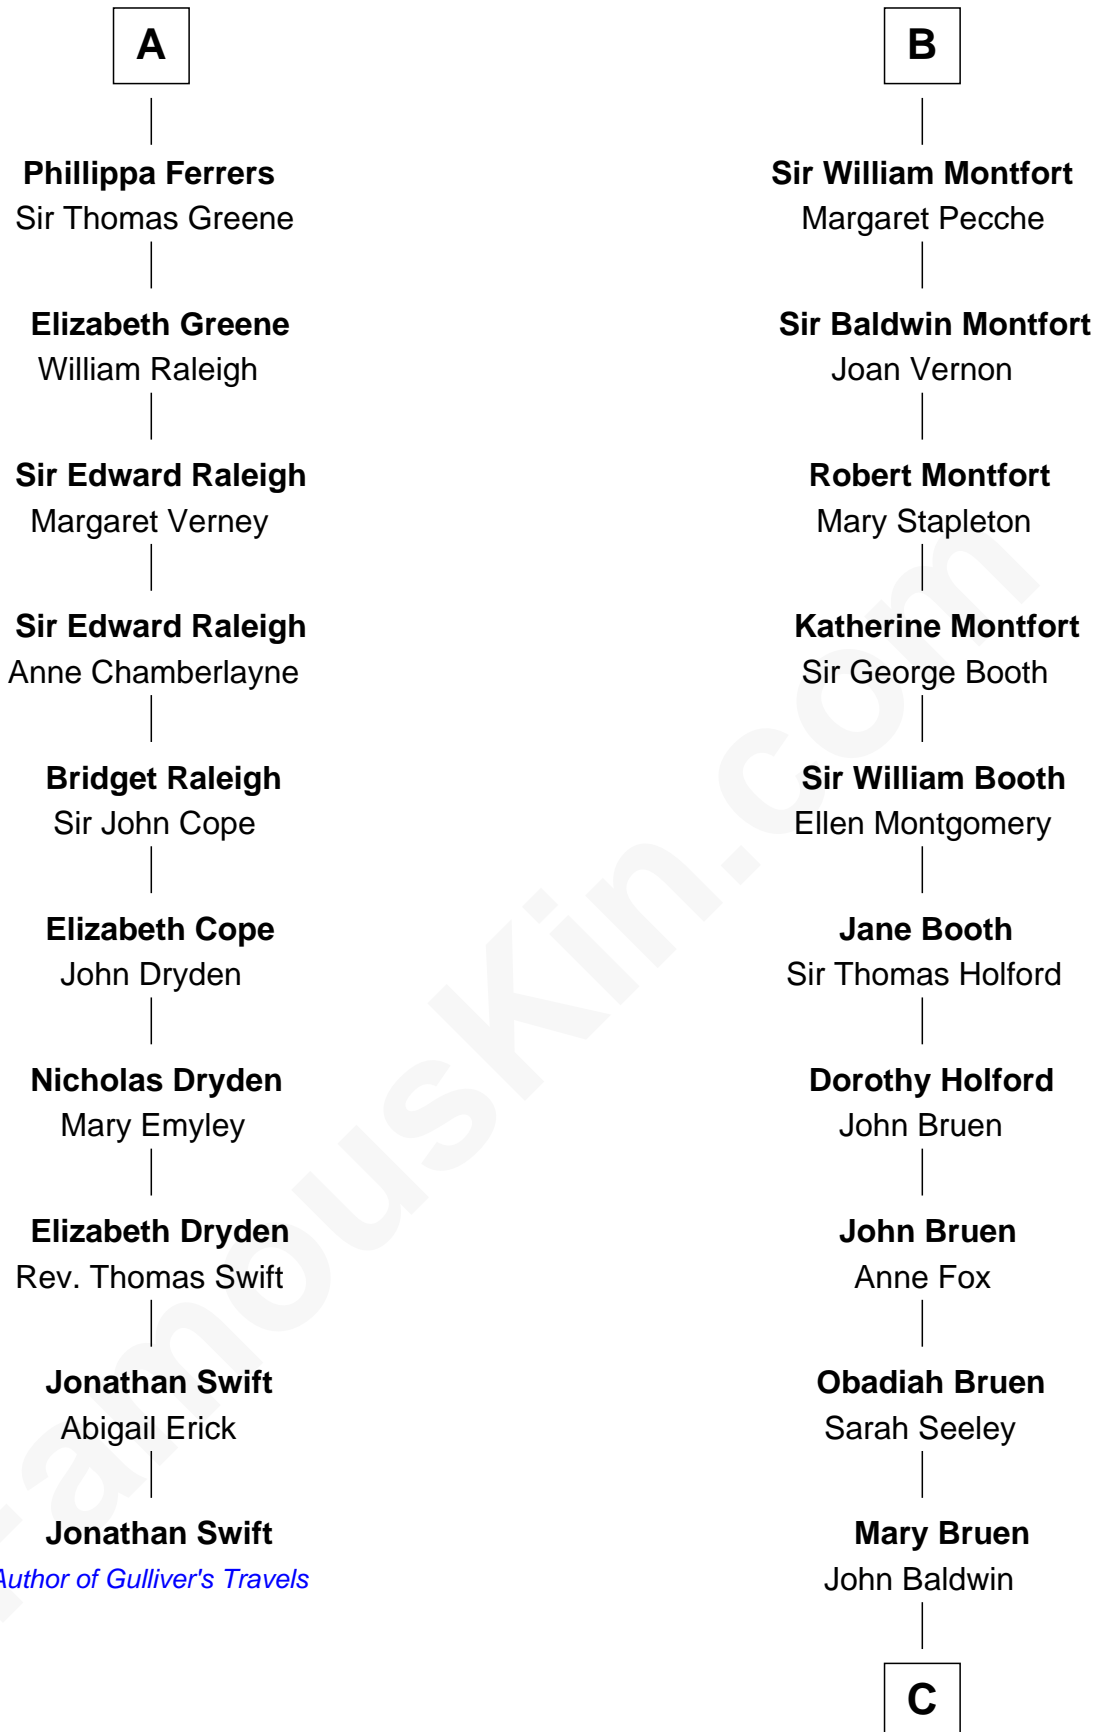 A
Phillippa Ferrers
Sir Thomas Greene
Elizabeth Greene
William Raleigh
Sir Edward Raleigh
Margaret Verney
Sir Edward Raleigh
Anne Chamberlayne
Bridget Raleigh
Sir John Cope
Elizabeth Cope
John Dryden
Nicholas Dryden
Mary Emyley
Elizabeth Dryden
Rev. Thomas Swift
Jonathan Swift
Abigail Erick
Jonathan Swift
Author of Gulliver's Travels
B
Sir William Montfort
Margaret Pecche
Sir Baldwin Montfort
Joan Vernon
Robert Montfort
Mary Stapleton
Katherine Montfort
Sir George Booth
Sir William Booth
Ellen Montgomery
Jane Booth
Sir Thomas Holford
Dorothy Holford
John Bruen
John Bruen
Anne Fox
Obadiah Bruen
Sarah Seeley
Mary Bruen
John Baldwin
C
FamousKin.com